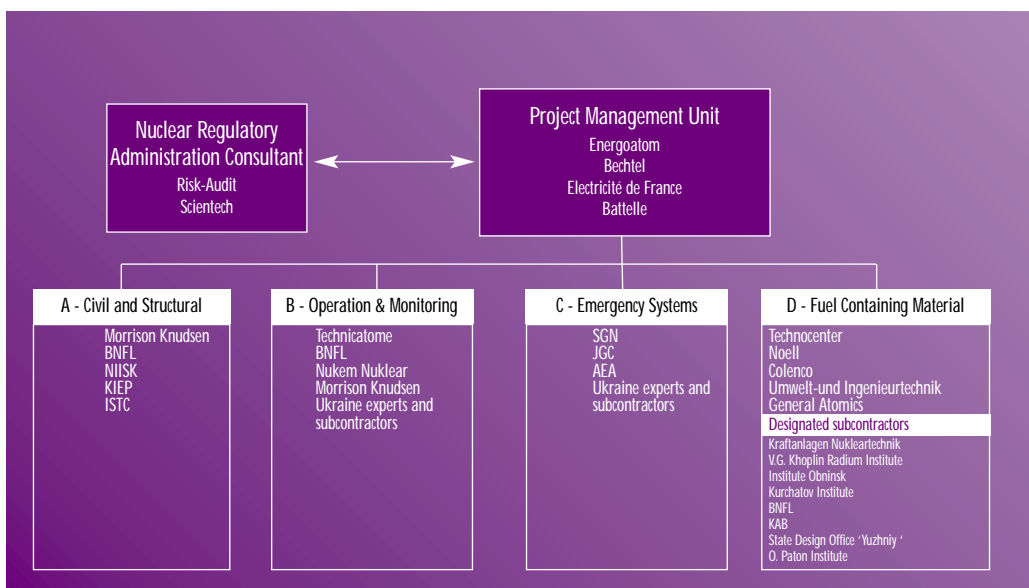 Nuclear Regulatory
Administration Consultant
Risk-Audit
Scientech
Project Management Unit
Energoatom
Bechtel
Electricité de France
Battelle
A - Civil and Structural
Morrison Knudsen
BNFL
NIISK
KIEP
ISTC
B - Operation & Monitoring
Technicatome
BNFL
Nukem Nuklear
Morrison Knudsen
Ukraine experts and
subcontractors
C - Emergency Systems
SGN
JGC
AEA
Ukraine experts and
subcontractors
D - Fuel Containing Material
Technocenter
Noell
Colenco
Umwelt-und Ingenieurtechnik
General Atomics
Designated subcontractors
Kraftanlagen Nukleartechnik
V.G. Khoplin Radium Institute
Institute Obninsk
Kurchatov Institute
BNFL
KAB
State Design Office ‘Yuzhniy ‘
O. Paton Institute